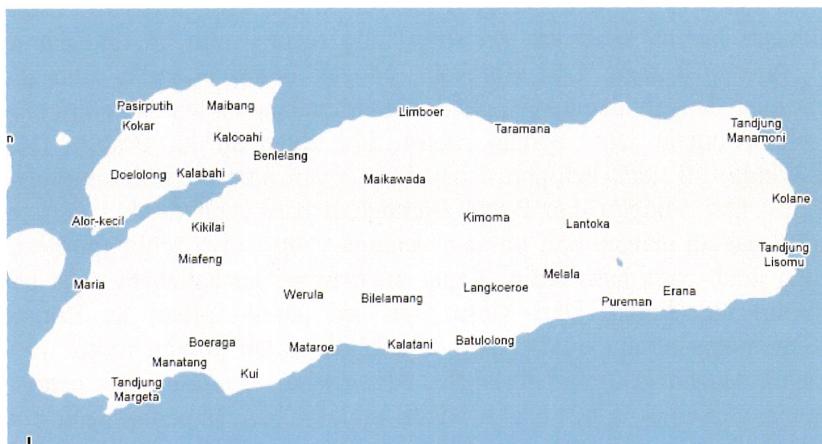 Pasirputih
Maibang
Limboer
Kokar
Taramana
Tandjung
Manamoni
n
Kalooahi
Benlelang
Doelolong
Kalabahi
Maikawada
Kolane
Alor-kecil
Kikilai
Kimoma
Lantoka
Tandjung
Lisomu
Miafeng
Maria
Melala
Werula
Bilelamang
Langkoeroe
Erana
Pureman
Boeraga
Mataroe
Kalatani
Batulolong
Manatang
Kui
Tandjung
Margeta